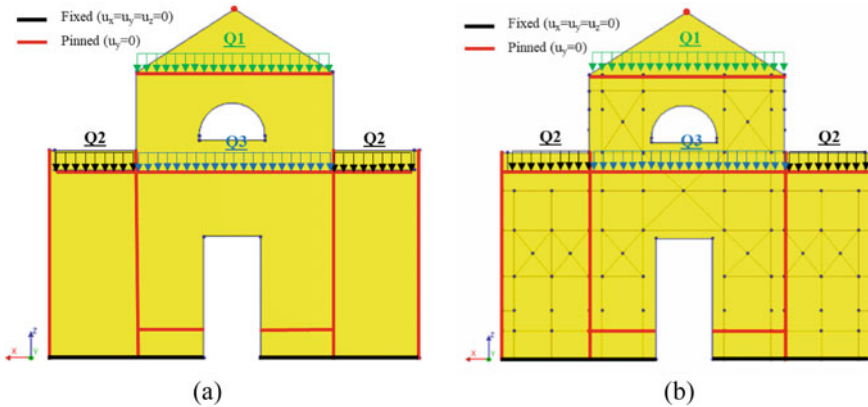 Fixed (ux=uy=uz=0)
Pinned (uy=0)
Q1
Q2
Q3
Q2
X
Y
Z
(a)
Fixed (ux=uy=uz=0)
Pinned (uy=0)
Q1
Q2
Q3
Q2
X
Y
Z
(b)